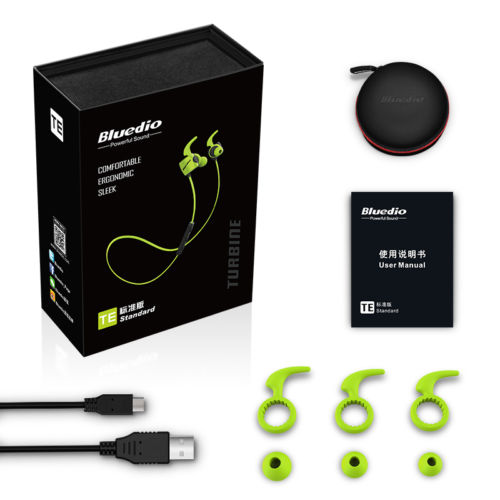 TE
Bluedio
Powerful Sound
COMFORTABLE
ERGONOMIC
SLEEK
TURBINE
TE 标准版
Standard
Bluedio
Bluedio
Powerful Sound
使用说明书
User Manual
TE 标准版
Standard